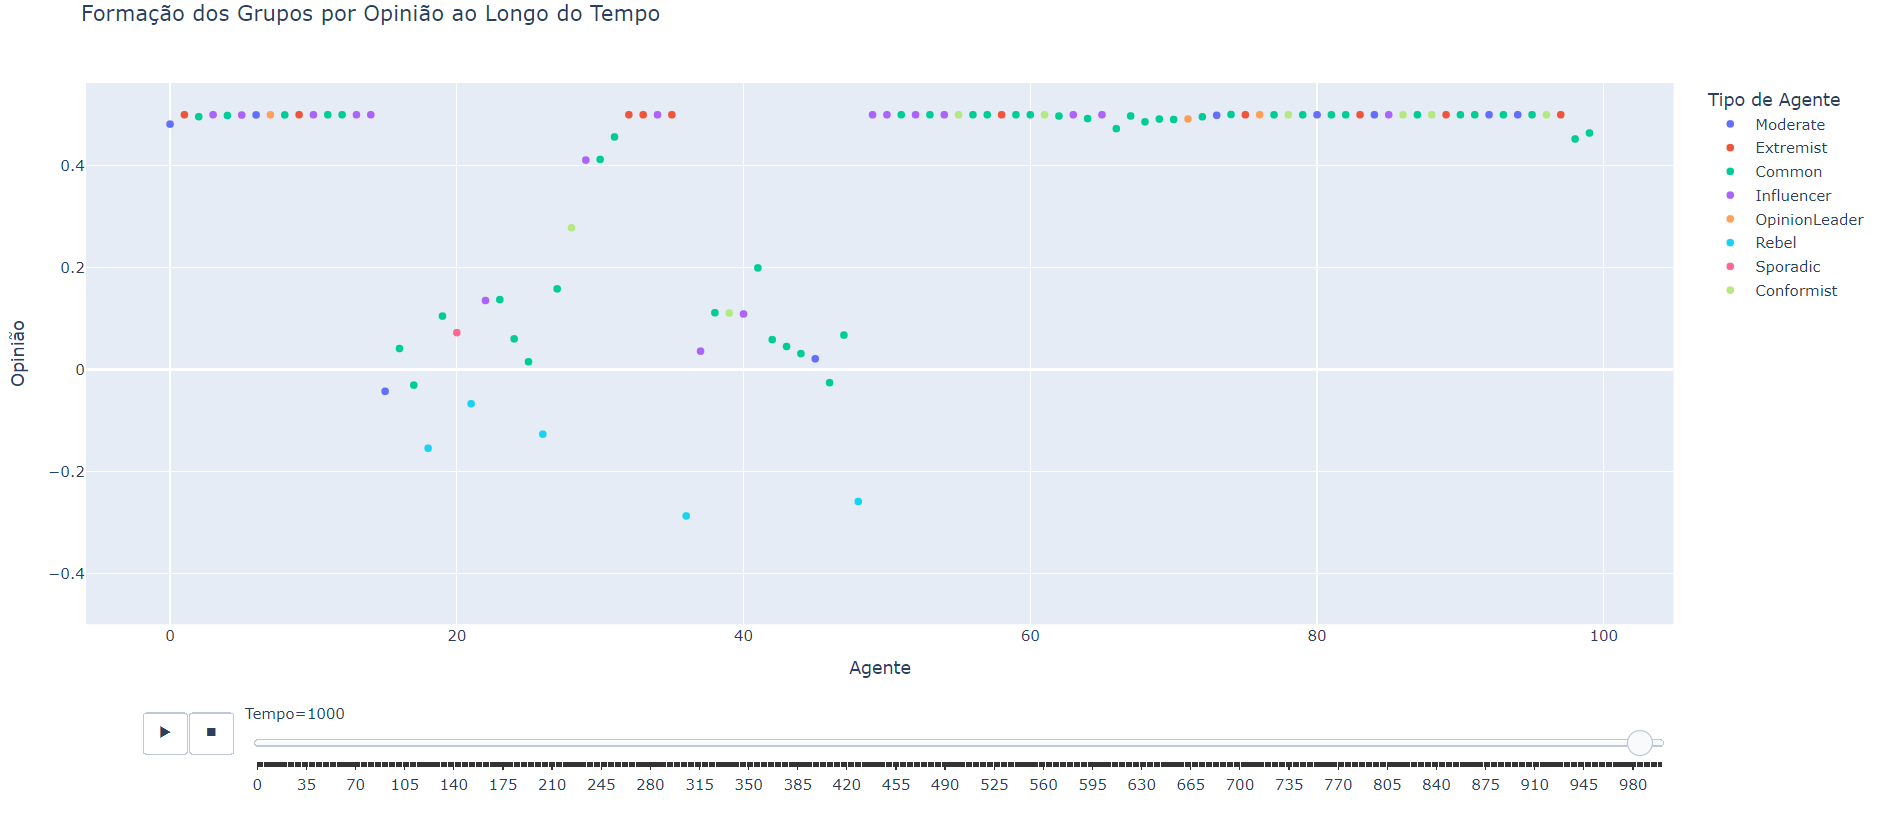 Formação dos Grupos por Opinião ao Longo do Tempo
Tipo de Agente
Moderate
Extremist
Common
Influencer
OpinionLeader
Rebel
Sporadic
Conformist
Opinião
0.4
0.2
0
−0.2
−0.4
0 20 40 60 80 100
Agente
Tempo=1000
0 35 70 105 140 175 210 245 280 315 350 385 420 455 490 525 560 595 630 665 700 735 770 805 840 875 910 945 980